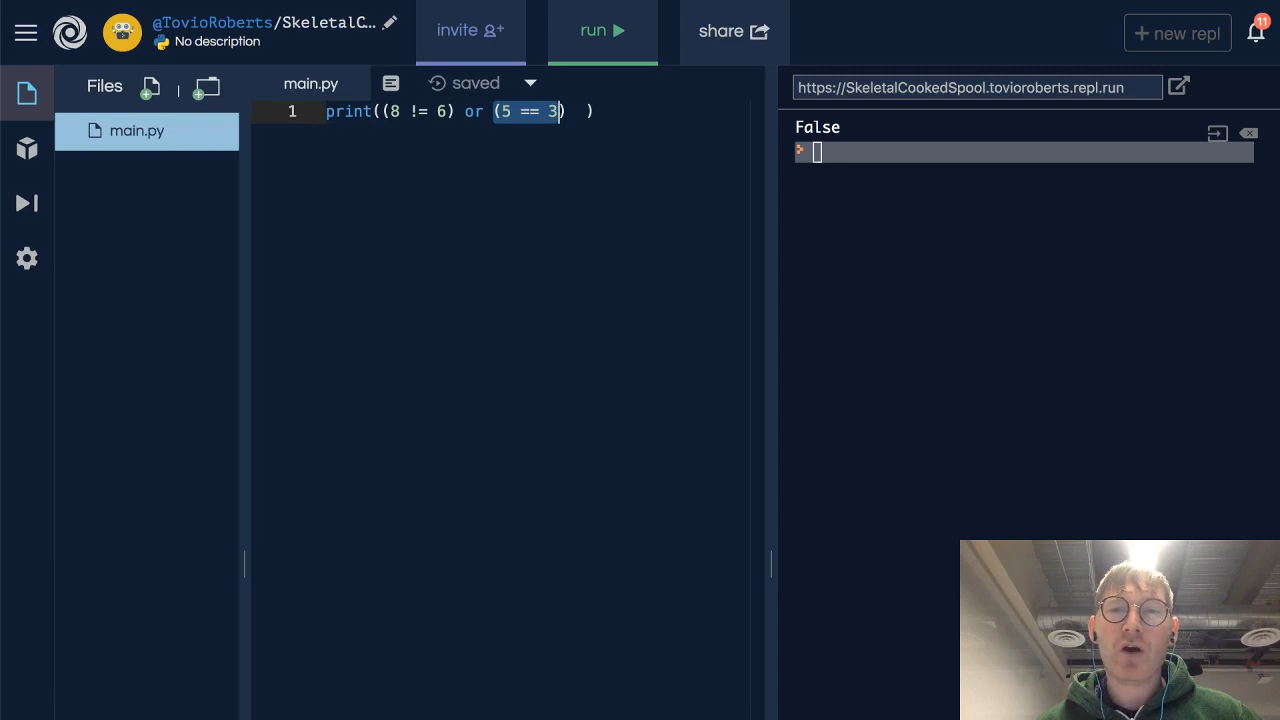 @TovioRoberts/SkeletalC...
No description
invite
run
share
+ new repl
11
Files
main.py
saved
https://SkeletalCookedSpool.tovioroberts.repl.run
main.py
1 print((8 != 6) or (5 == 3)  )
False